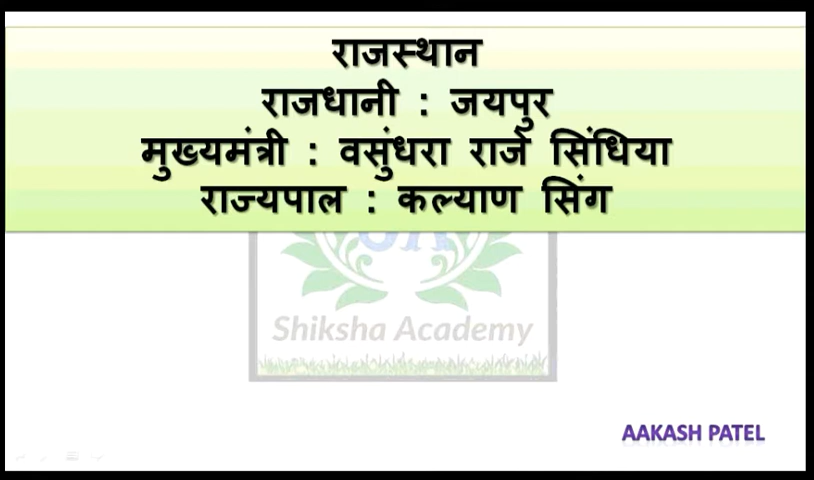 राजस्थान
राजधानी : जयपुर
मुख्यमंत्री : वसुंधरा राजे सिंधिया
राज्यपाल : कल्याण सिंग
Shiksha Academy
AAKASH PATEL